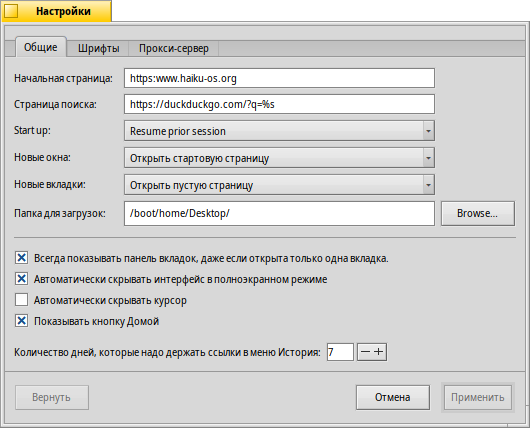 Настройки
Общие Шрифты Прокси-сервер
Начальная страница: https:www.haiku-os.org
Страница поиска: https://duckduckgo.com/?q=%s
Start up: Resume prior session
Новые окна: Открыть стартовую страницу
Новые вкладки: Открыть пустую страницу
Папка для загрузок: /boot/home/Desktop/ Browse...
Всегда показывать панель вкладок, даже если открыта только одна вкладка.
Автоматически скрывать интерфейс в полноэкранном режиме
Автоматически скрывать курсор
Показывать кнопку Домой
Количество дней, которые надо держать ссылки в меню История: 7
Вернуть Отмена Применить